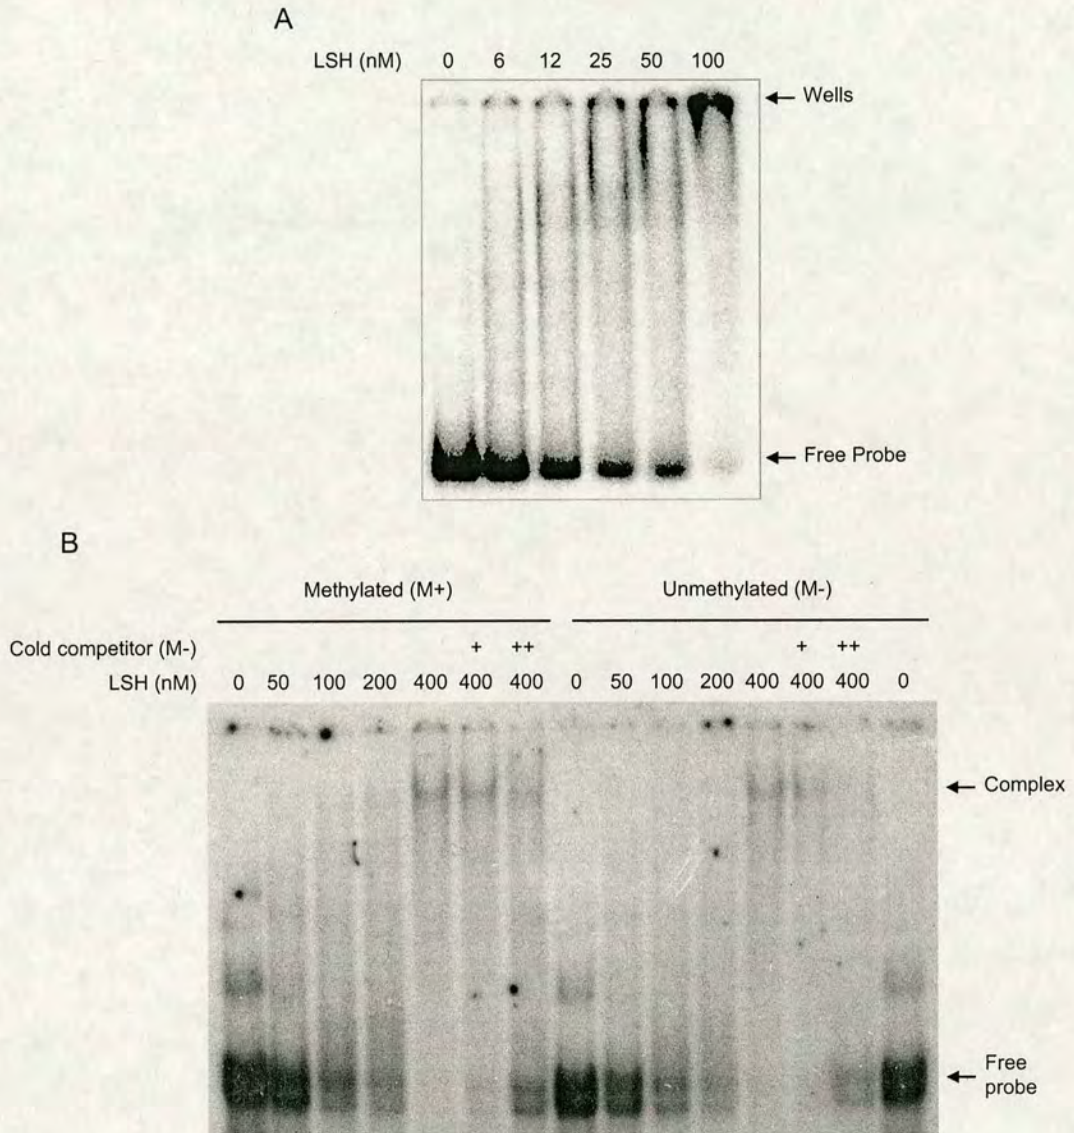 A
LSH (nM) 0 6 12 25 50 100
Wells
Free Probe
B
Methylated (M+) Unmethylated (M-)
Cold competitor (M-) + ++ + ++
LSH (nM) 0 50 100 200 400 400 400 0 50 100 200 400 400 400 0
Complex
Free
probe